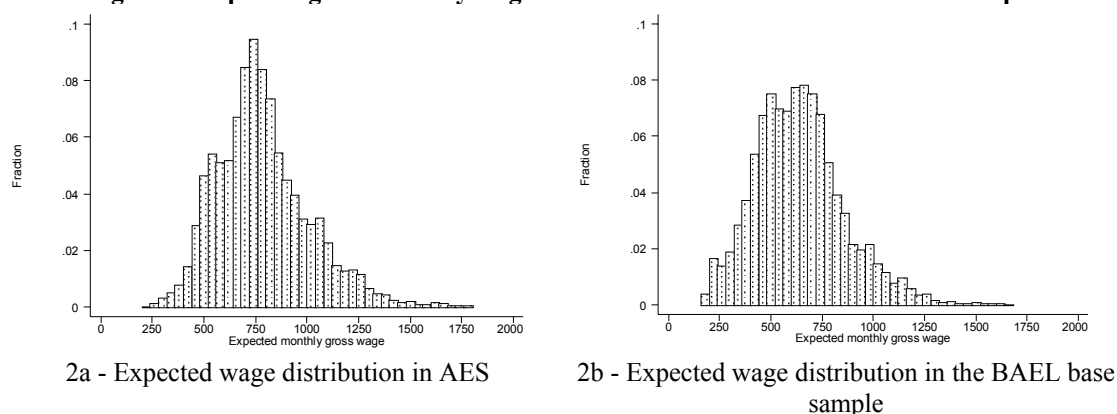 .1
.08
.06
.04
.02
0
Fraction
0 250 500 750 1000 1250 1500 1750 2000
Expected monthly gross wage
2a - Expected wage distribution in AES
.1
.08
.06
.04
.02
0
Fraction
0 250 500 750 1000 1250 1500 1750 2000
Expected monthly gross wage
2b - Expected wage distribution in the BAEL base
sample